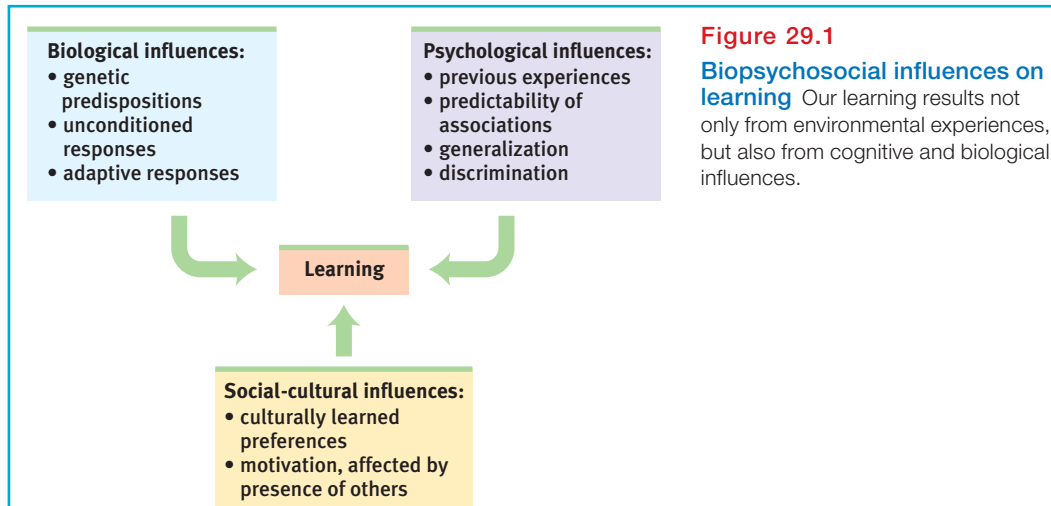 Biological influences:
• genetic
predispositions
• unconditioned
responses
• adaptive responses
Psychological influences:
• previous experiences
• predictability of
associations
• generalization
• discrimination
Figure 29.1
Biopsychosocial influences on
learning Our learning results not
only from environmental experiences,
but also from cognitive and biological
influences.
Learning
Social-cultural influences:
• culturally learned
preferences
• motivation, affected by
presence of others